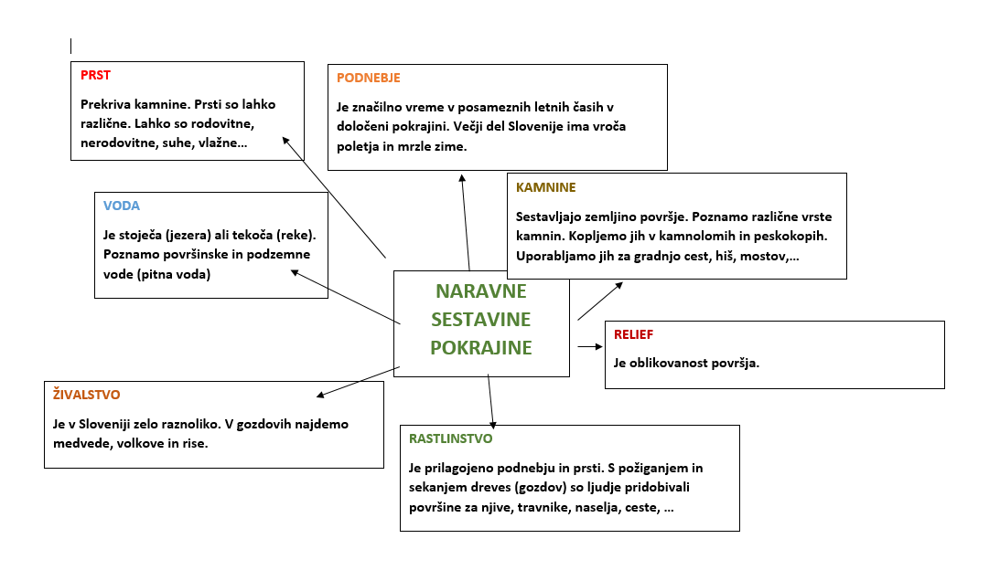 PRST
Prekriva kamnine. Prsti so lahko
različne. Lahko so rodovitne,
nerodovitne, suhe, vlažne…
PODNEBJE
Je značilno vreme v posameznih letnih časih v
določeni pokrajini. Večji del Slovenije ima vroča
poletja in mrzle zime.
KAMNINE
Sestavljajo zemljino površje. Poznamo različne vrste
kamnin. Kopljemo jih v kamnolomih in peskokopih.
Uporabljamo jih za gradnjo cest, hiš, mostov,…
VODA
Je stoječa (jezera) ali tekoča (reke).
Poznamo površinske in podzemne
vode (pitna voda)
NARAVNE
SESTAVINE
POKRAJINE
RELIEF
Je oblikovanost površja.
ŽIVALSTVO
Je v Sloveniji zelo raznoliko. V gozdovih najdemo
medvede, volkove in rise.
RASTLINSTVO
Je prilagojeno podnebju in prsti. S požiganjem in
sekanjem dreves (gozdov) so ljudje pridobivali
površine za njive, travnike, naselja, ceste, …